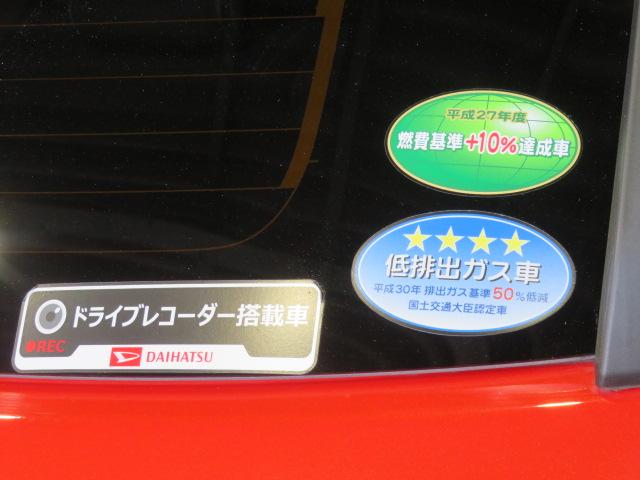 平成27年度
燃費基準+10%達成車
★★★★
低排出ガス車
平成30年 排出ガス基準50%低減
国土交通大臣認定車
ドライブレコーダー搭載車
REC
DAIHATSU